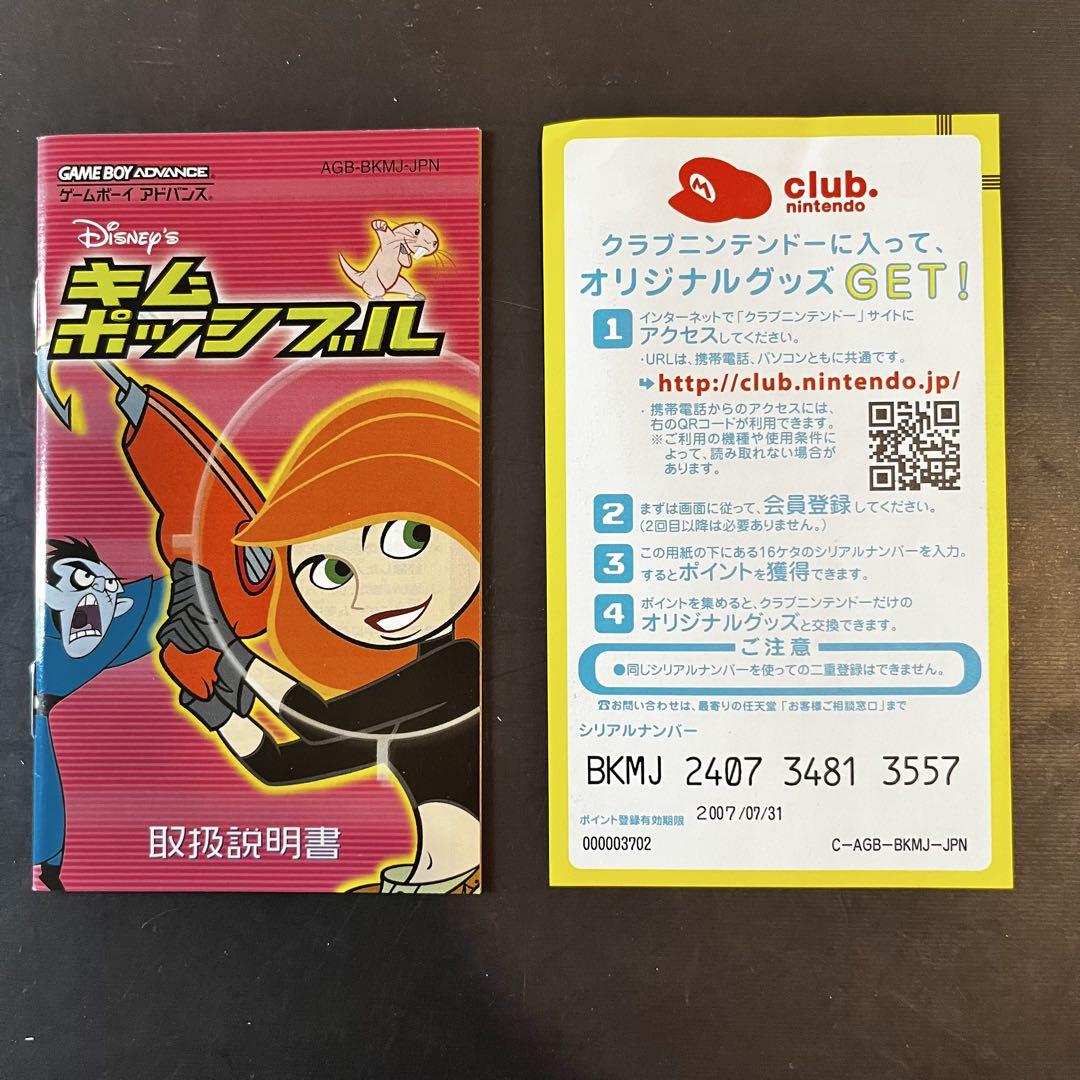 GAME BOY ADVANCE
ゲームボーイ アドバンス
AGB-BKMJ-JPN
Disney's
キム
ポッシブル
取扱説明書
M
club.
nintendo
クラブニンテンドーに入って、
オリジナルグッズGET!
1 インターネットで「クラブニンテンドー」サイトに
アクセスしてください。
・URLは、携帯電話、パソコンともに共通です。
➡http://club.nintendo.jp/
・携帯電話からのアクセスには、
右のQRコードが利用できます。
※ご利用の機種や使用条件に
よって、読み取れない場合が
あります。
2 まずは画面に従って、会員登録してください。
(2回目以降は必要ありません。)
3 この用紙の下にある16ケタのシリアルナンバーを入力。
するとポイントを獲得できます。
4 ポイントを集めると、クラブニンテンドーだけの
オリジナルグッズと交換できます。
ご注意
●同じシリアルナンバーを使っての二重登録はできません。
☎お問い合わせは、最寄りの任天堂「お客様ご相談窓口」まで
シリアルナンバー
BKMJ 2407 3481 3557
ポイント登録有効期限 2007/07/31
000003702
C-AGB-BKMJ-JPN